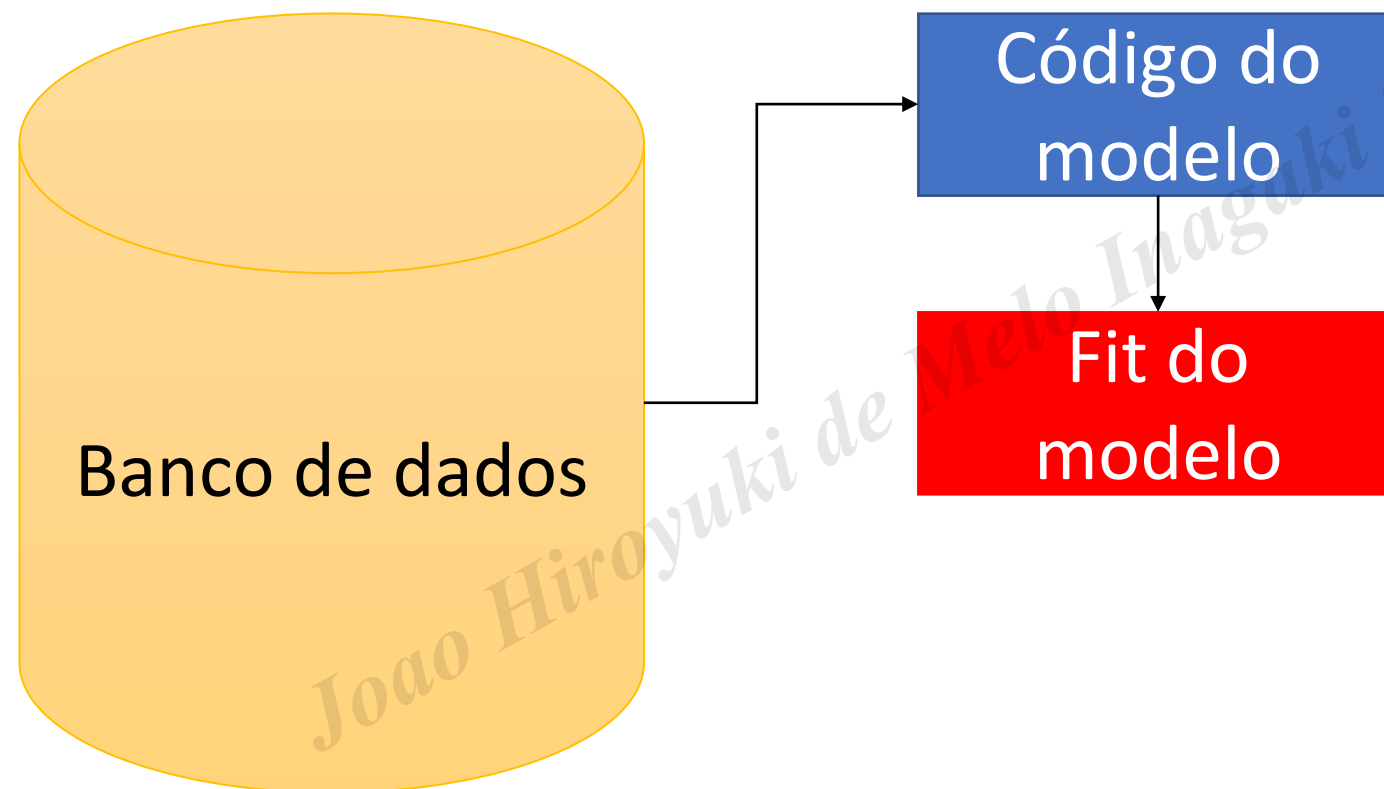 Código do
modelo
Fit do
modelo
Banco de dados
Joao Hiroyuki de Melo Inagaki